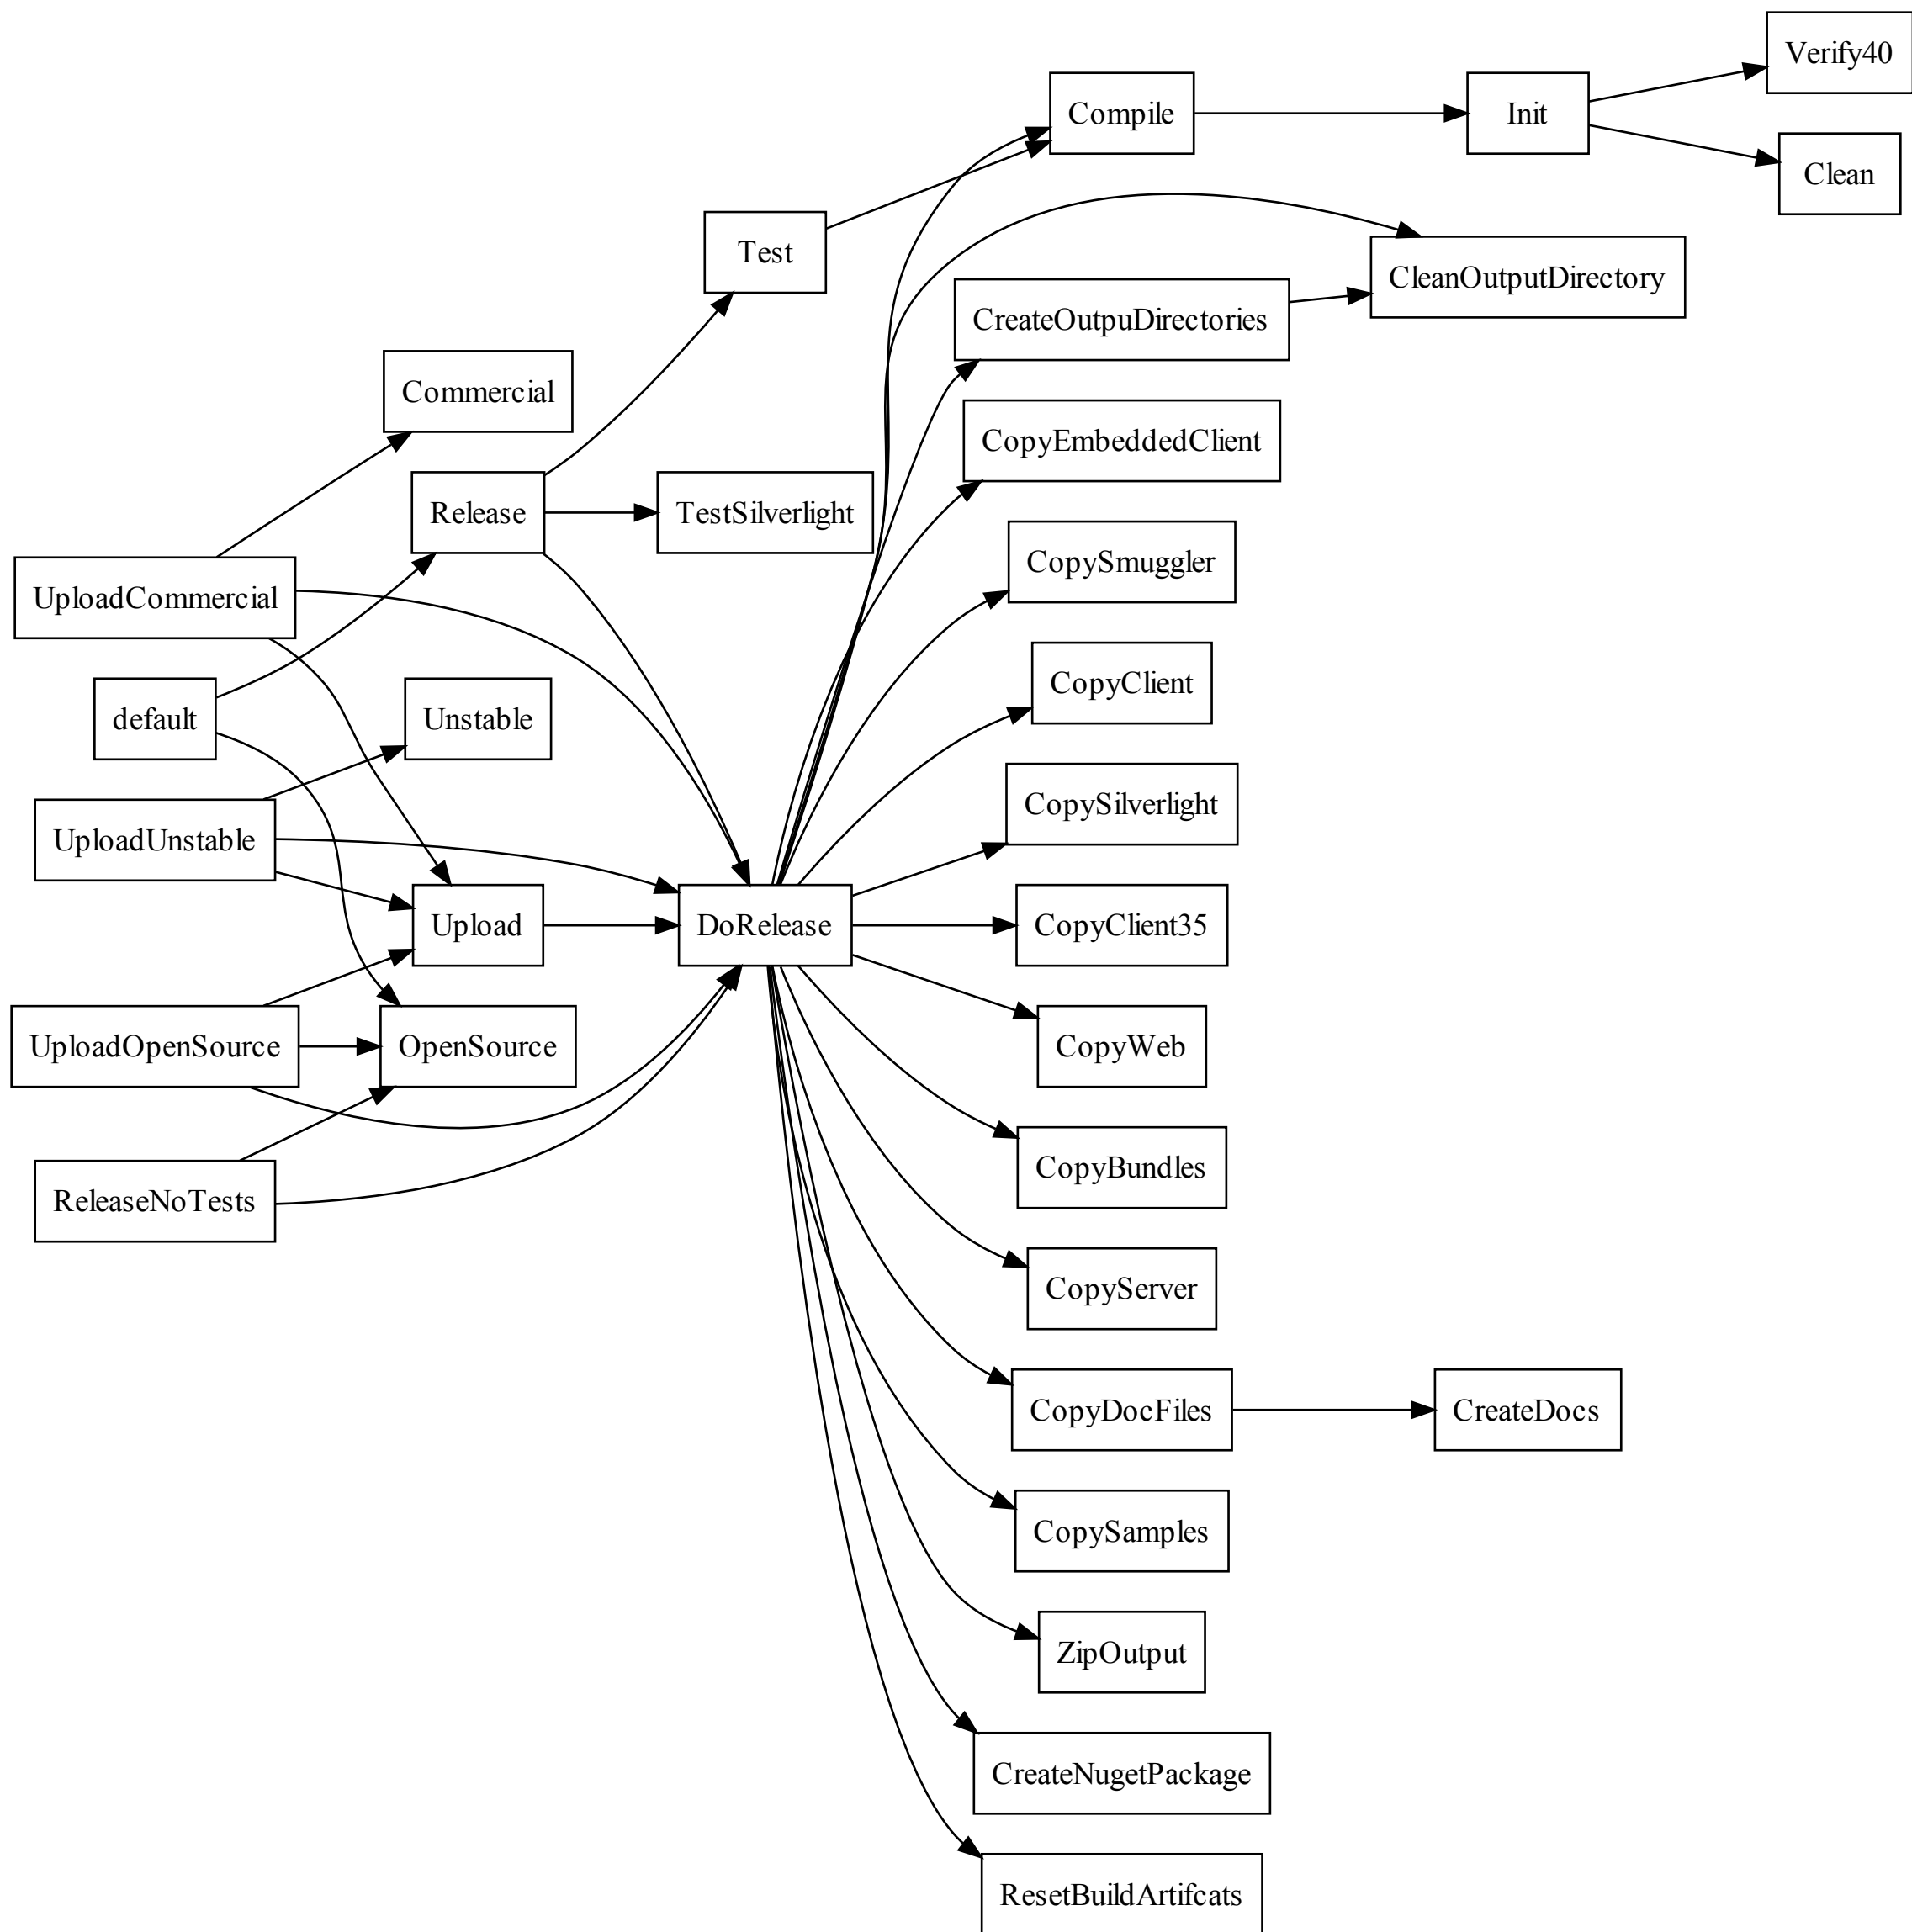 Verify40
Compile
Init
Clean
Test
CleanOutputDirectory
CreateOutpuDirectories
Commercial
CopyEmbeddedClient
Release
TestSilverlight
CopySmuggler
UploadCommercial
CopyClient
default
Unstable
CopySilverlight
UploadUnstable
Upload
DoRelease
CopyClient35
UploadOpenSource
OpenSource
CopyWeb
CopyBundles
ReleaseNoTests
CopyServer
CopyDocFiles
CreateDocs
CopySamples
ZipOutput
CreateNugetPackage
ResetBuildArtifcats